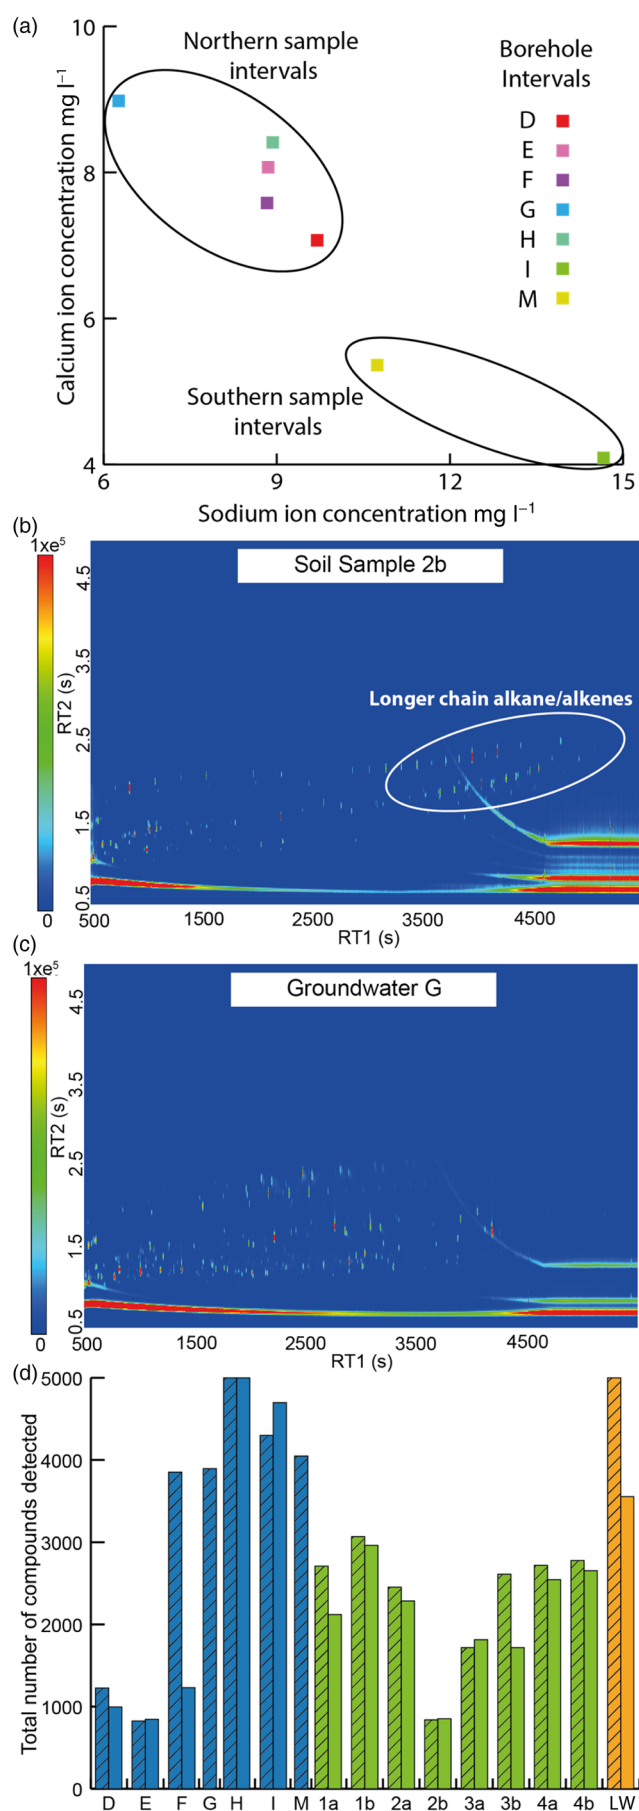 (a)
10
8
6
4
Calcium ion concentration mg l⁻¹
Northern sample
intervals
Borehole
Intervals
D
E
F
G
H
I
M
Southern sample
intervals
6
9
12
15
Sodium ion concentration mg l⁻¹
(b)
1xe⁵
0
RT2 (s)
4.5
3.5
2.5
1.5
0.5
Soil Sample 2b
Longer chain alkane/alkenes
500
1500
2500
3500
4500
RT1 (s)
(c)
1xe⁵
0
RT2 (s)
4.5
3.5
2.5
1.5
0.5
Groundwater G
500
1500
2500
3500
4500
RT1 (s)
(d)
5000
4000
3000
2000
1000
0
Total number of compounds detected
D E F G H I M 1a 1b 2a 2b 3a 3b 4a 4b LW